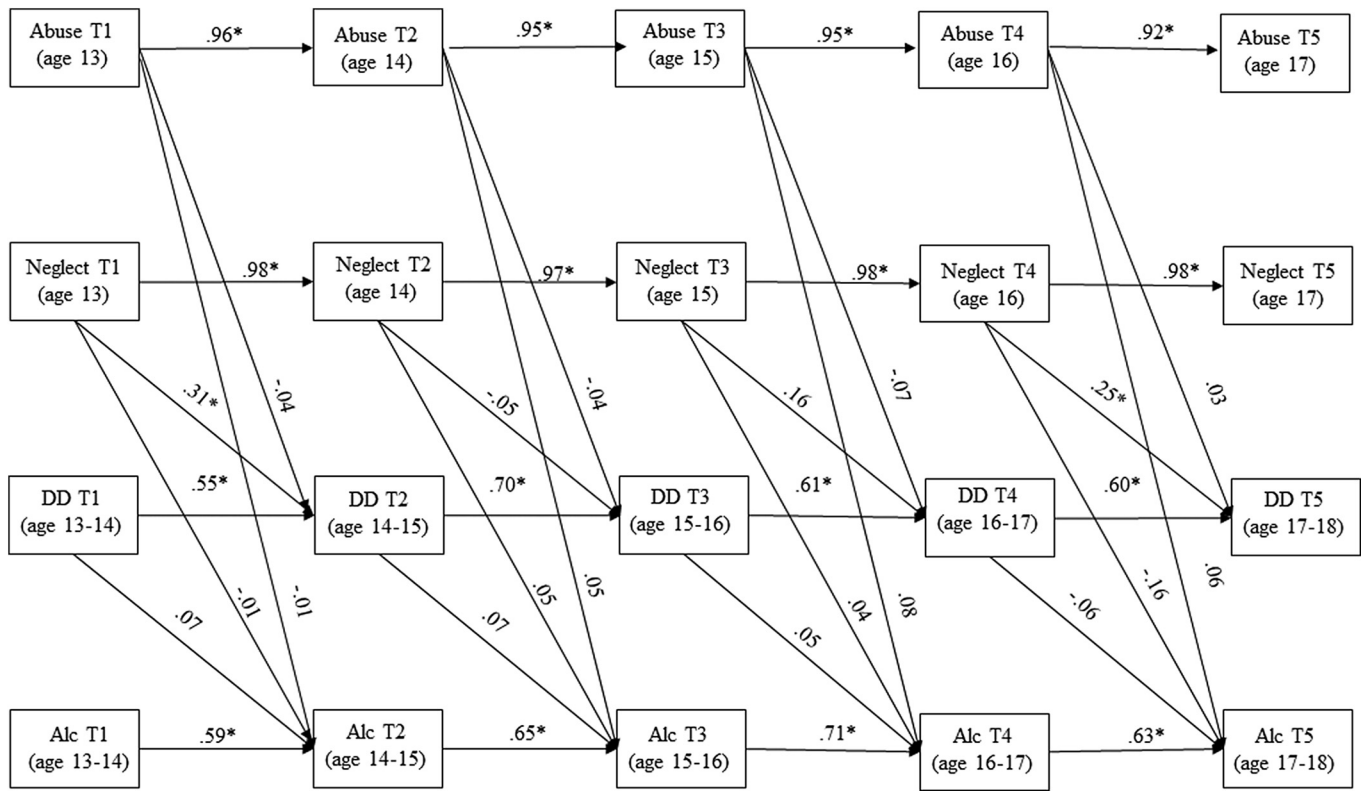 Abuse T1
(age 13)
.96*
Abuse T2
(age 14)
.95*
Abuse T3
(age 15)
.95*
Abuse T4
(age 16)
.92*
Abuse T5
(age 17)
Neglect T1
(age 13)
.98*
Neglect T2
(age 14)
.97*
Neglect T3
(age 15)
.98*
Neglect T4
(age 16)
.98*
Neglect T5
(age 17)
.31*
-.04
-.05
-.04
.16
-.07
.25*
.03
DD T1
(age 13-14)
.55*
DD T2
(age 14-15)
.70*
DD T3
(age 15-16)
.61*
DD T4
(age 16-17)
.60*
DD T5
(age 17-18)
.07
-.01
-.01
.07
.05
.05
.05
.04
.08
-.06
-.16
.06
Alc T1
(age 13-14)
.59*
Alc T2
(age 14-15)
.65*
Alc T3
(age 15-16)
.71*
Alc T4
(age 16-17)
.63*
Alc T5
(age 17-18)